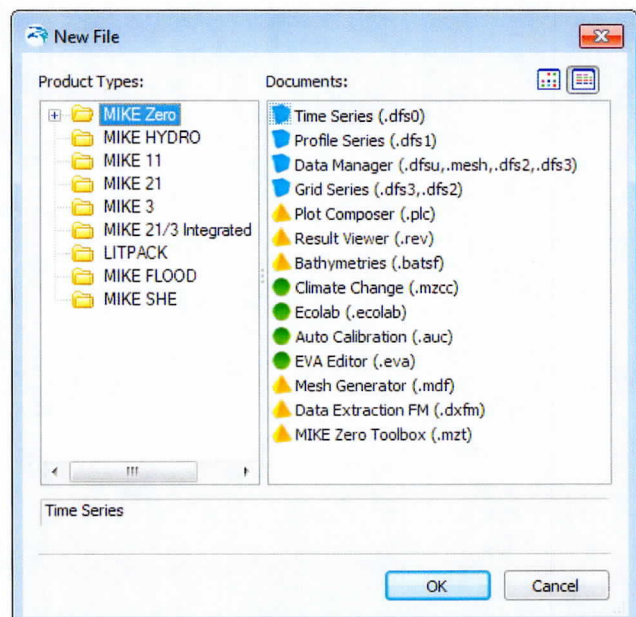 New File
Product Types:
Documents:
MIKE Zero
MIKE HYDRO
MIKE 11
MIKE 21
MIKE 3
MIKE 21/3 Integrated
LITPACK
MIKE FLOOD
MIKE SHE
Time Series (.dfs0)
Profile Series (.dfs1)
Data Manager (.dfsu,.mesh,.dfs2,.dfs3)
Grid Series (.dfs3,.dfs2)
Plot Composer (.plc)
Result Viewer (.rev)
Bathymetries (.batsf)
Climate Change (.mzcc)
Ecolab (.ecolab)
Auto Calibration (.auc)
EVA Editor (.eva)
Mesh Generator (.mdf)
Data Extraction FM (.dxfm)
MIKE Zero Toolbox (.mzt)
Time Series
OK
Cancel